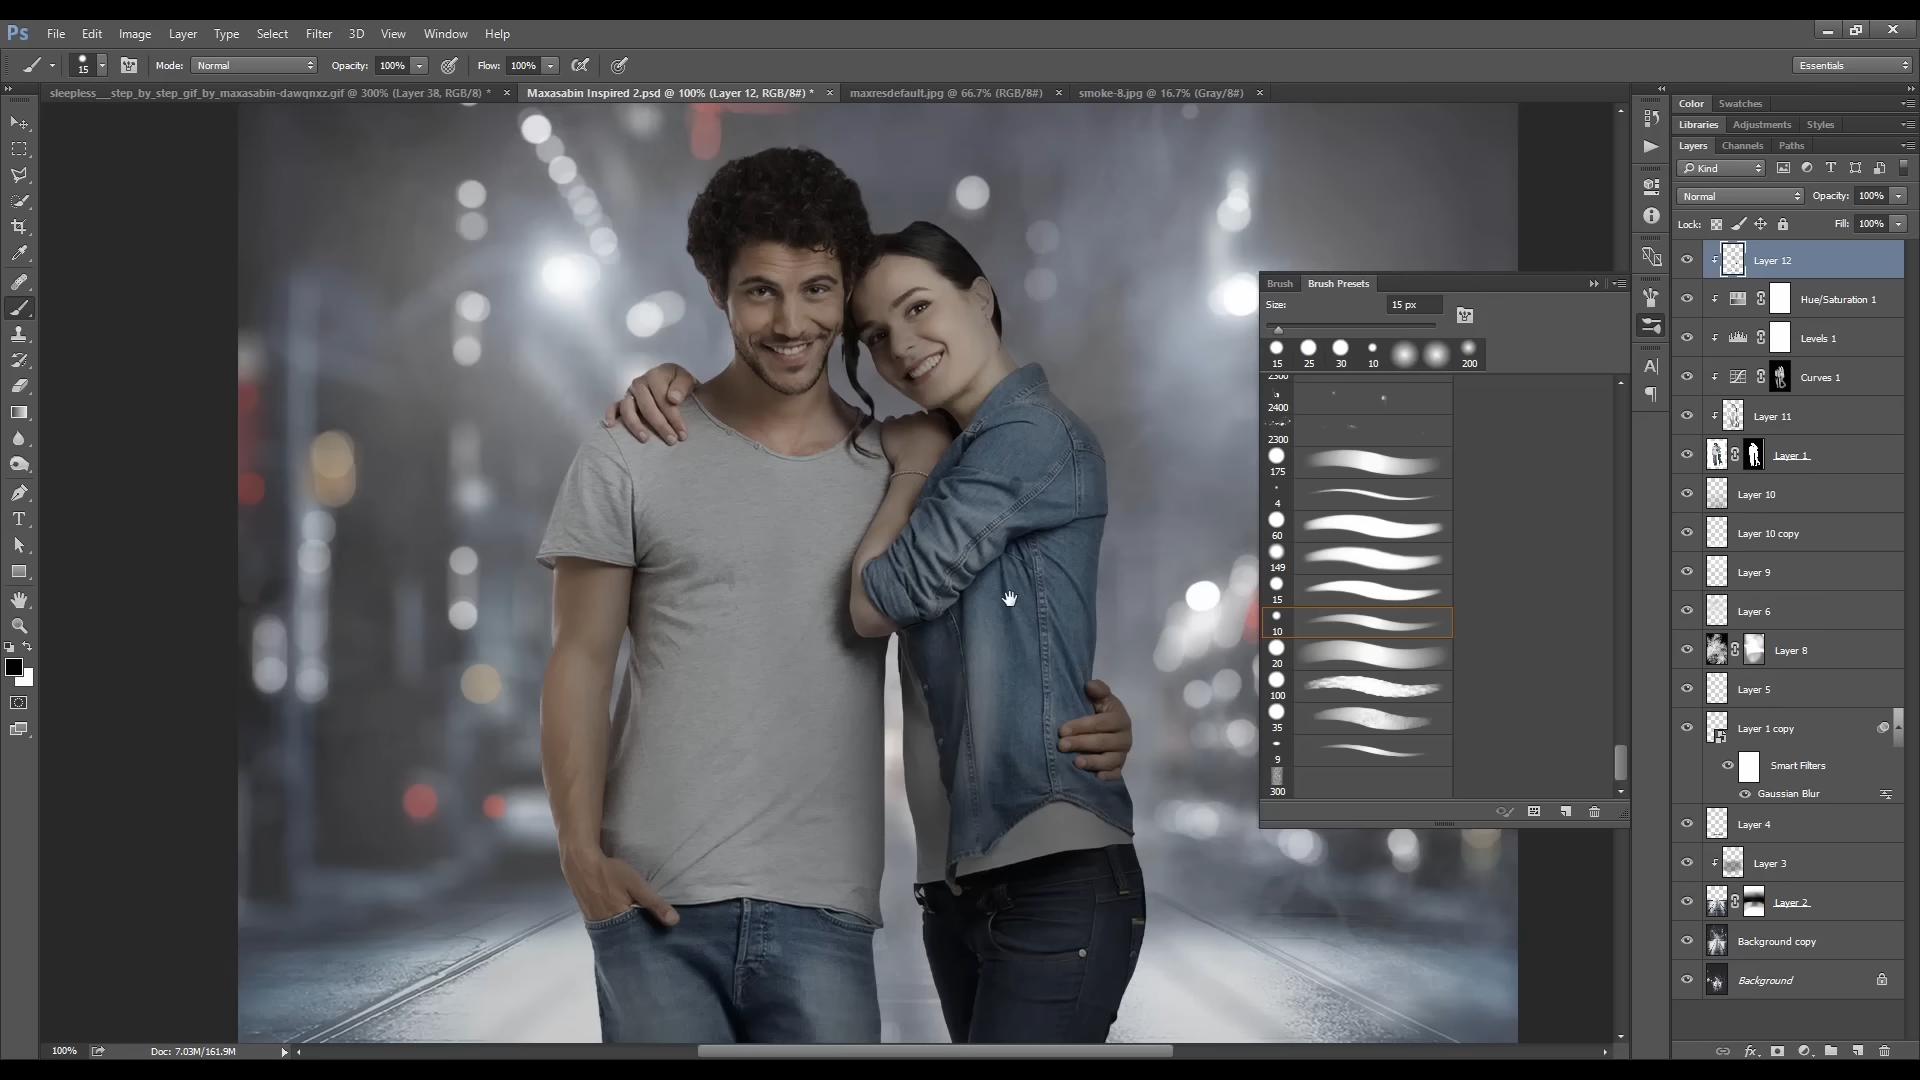 Ps File Edit Image Layer Type Select Filter 3D View Window Help
15 Mode: Normal Opacity: 100% Flow: 100% Essentials
sleepless___step_by_step_gif_by_maxasabin-dawqnxz.gif @ 300% (Layer 38, RGB/8) * × Maxasabin Inspired 2.psd @ 100% (Layer 12, RGB/8#) * × maxresdefault.jpg @ 66.7% (RGB/8#) × smoke-8.jpg @ 16.7% (Gray/8#) ×
Color Swatches
Libraries Adjustments Styles
Layers Channels Paths
Kind
Normal Opacity: 100%
Lock: Fill: 100%
Layer 12
Hue/Saturation 1
Levels 1
Curves 1
Layer 11
Layer 1
Layer 10
Layer 10 copy
Layer 9
Layer 6
Layer 8
Layer 5
Layer 1 copy
Smart Filters
Gaussian Blur
Layer 4
Layer 3
Layer 2
Background copy
Background
Brush Brush Presets
Size: 15 px
15 25 30 10 200
2300
2400
2300
175
4
60
149
15
10
20
100
35
9
300
100% Doc: 7.03M/161.9M